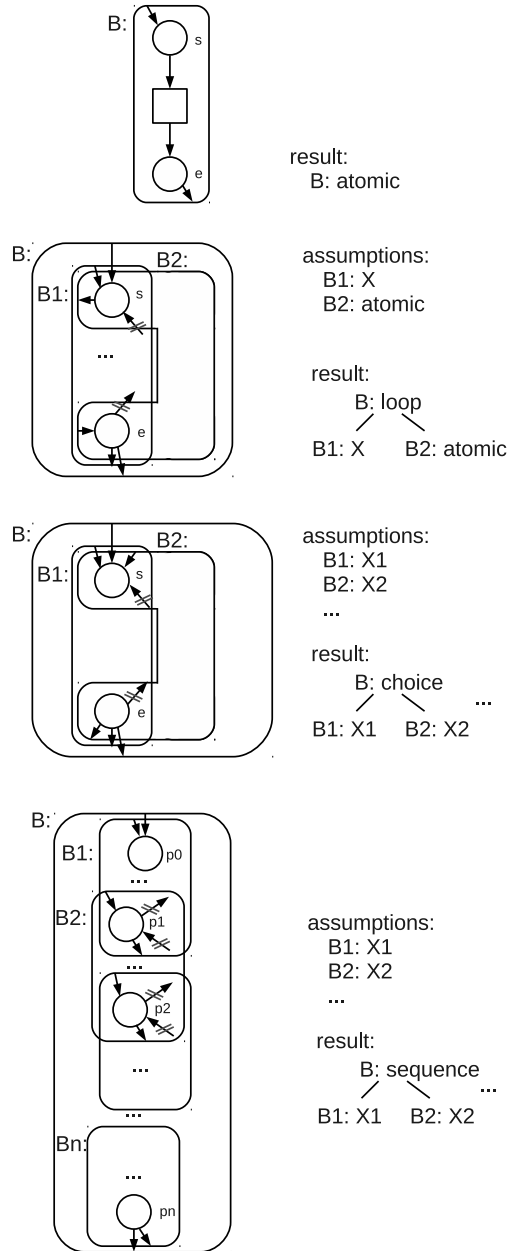 B:
s
e
result:
B: atomic
B:
B2:
B1:
s
...
e
assumptions:
B1: X
B2: atomic
result:
B: loop
B1: X B2: atomic
B:
B2:
B1:
s
e
assumptions:
B1: X1
B2: X2
...
result:
B: choice
...
B1: X1 B2: X2
B:
B1:
p0
...
B2:
p1
...
p2
...
...
Bn:
...
pn
assumptions:
B1: X1
B2: X2
...
result:
B: sequence
...
B1: X1 B2: X2